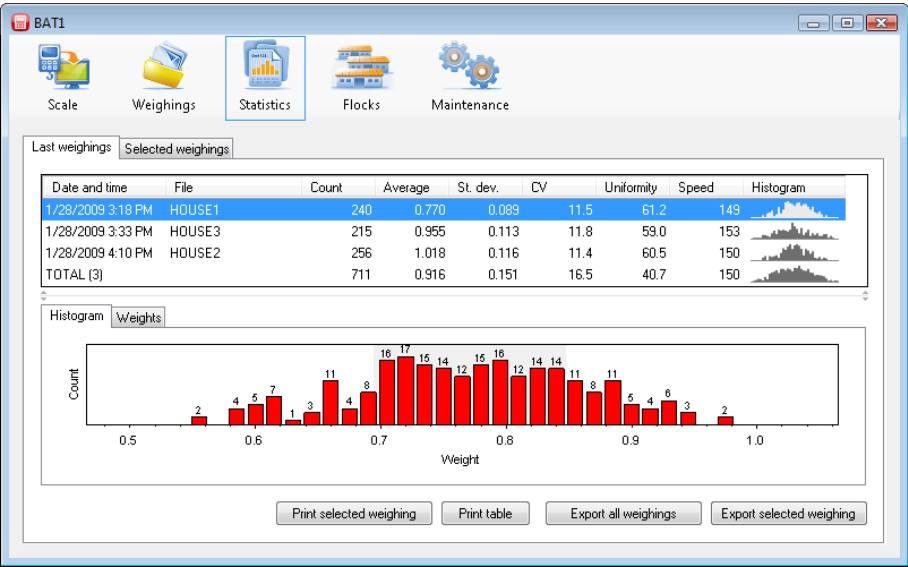 BAT1
Scale Weighings Statistics Flocks Maintenance
Last weighings Selected weighings
Date and time File Count Average St. dev. CV Uniformity Speed Histogram
1/28/2009 3:18 PM HOUSE1 240 0.770 0.089 11.5 61.2 149
1/28/2009 3:33 PM HOUSE3 215 0.955 0.113 11.8 59.0 153
1/28/2009 4:10 PM HOUSE2 256 1.018 0.116 11.4 60.5 150
TOTAL (3) 711 0.916 0.151 16.5 40.7 150
Histogram Weights
Count
2 4 5 7 1 3 11 4 8 16 17 15 14 12 15 16 12 14 14 11 8 11 5 4 6 3 2
0.5 0.6 0.7 0.8 0.9 1.0
Weight
Print selected weighing Print table Export all weighings Export selected weighing